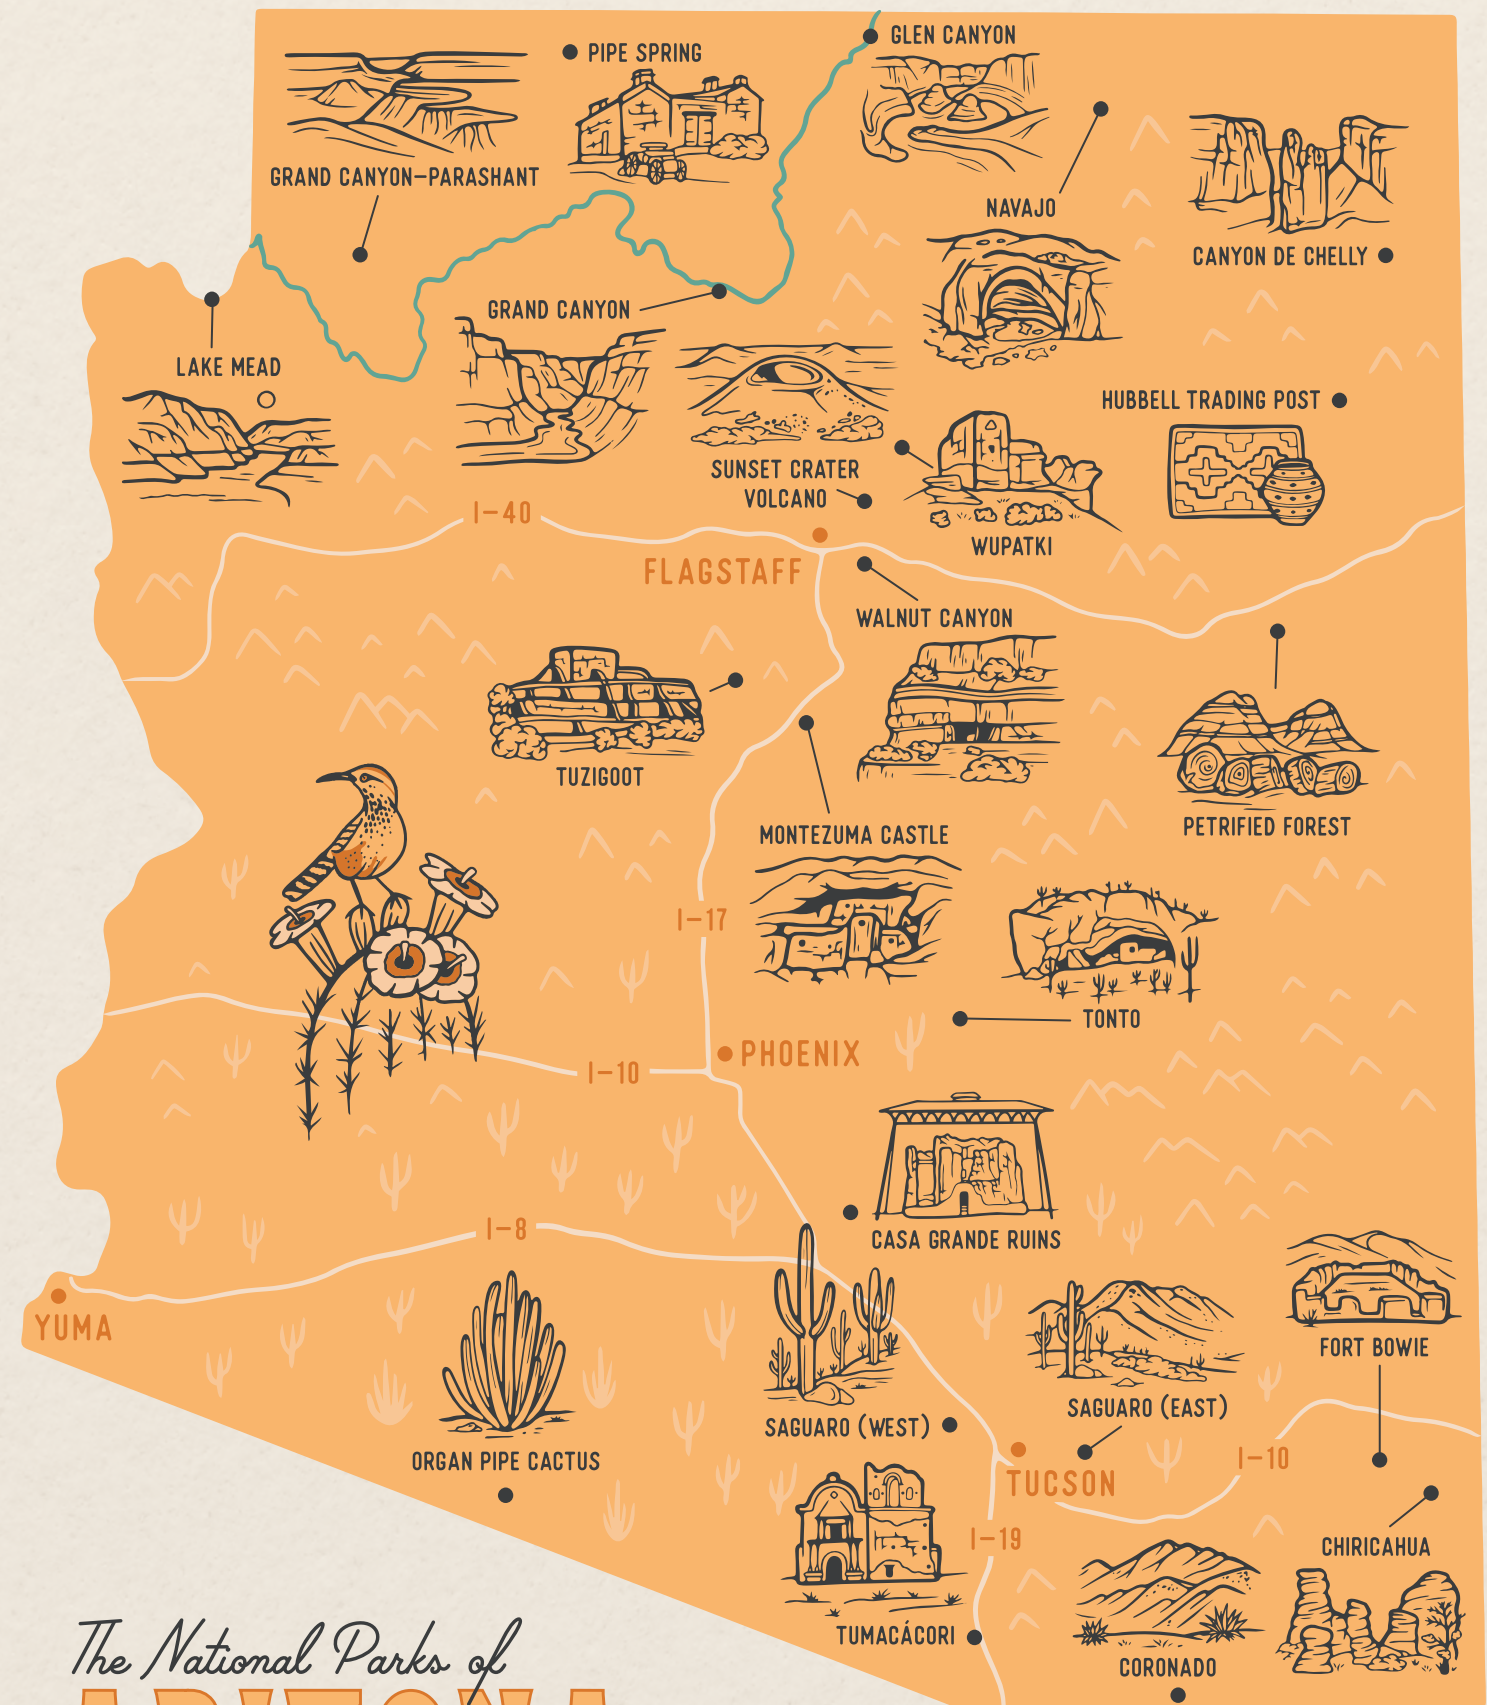 GLEN CANYON
PIPE SPRING
GRAND CANYON–PARASHANT
NAVAJO
CANYON DE CHELLY
GRAND CANYON
LAKE MEAD
HUBBELL TRADING POST
SUNSET CRATER
VOLCANO
I–40
WUPATKI
FLAGSTAFF
WALNUT CANYON
TUZIGOOT
PETRIFIED FOREST
MONTEZUMA CASTLE
I–17
TONTO
PHOENIX
I–10
I–8
CASA GRANDE RUINS
YUMA
FORT BOWIE
SAGUARO (EAST)
SAGUARO (WEST)
ORGAN PIPE CACTUS
I–10
TUCSON
I–19
CHIRICAHUA
TUMACÁCORI
CORONADO
The National Parks of
ARIZONA